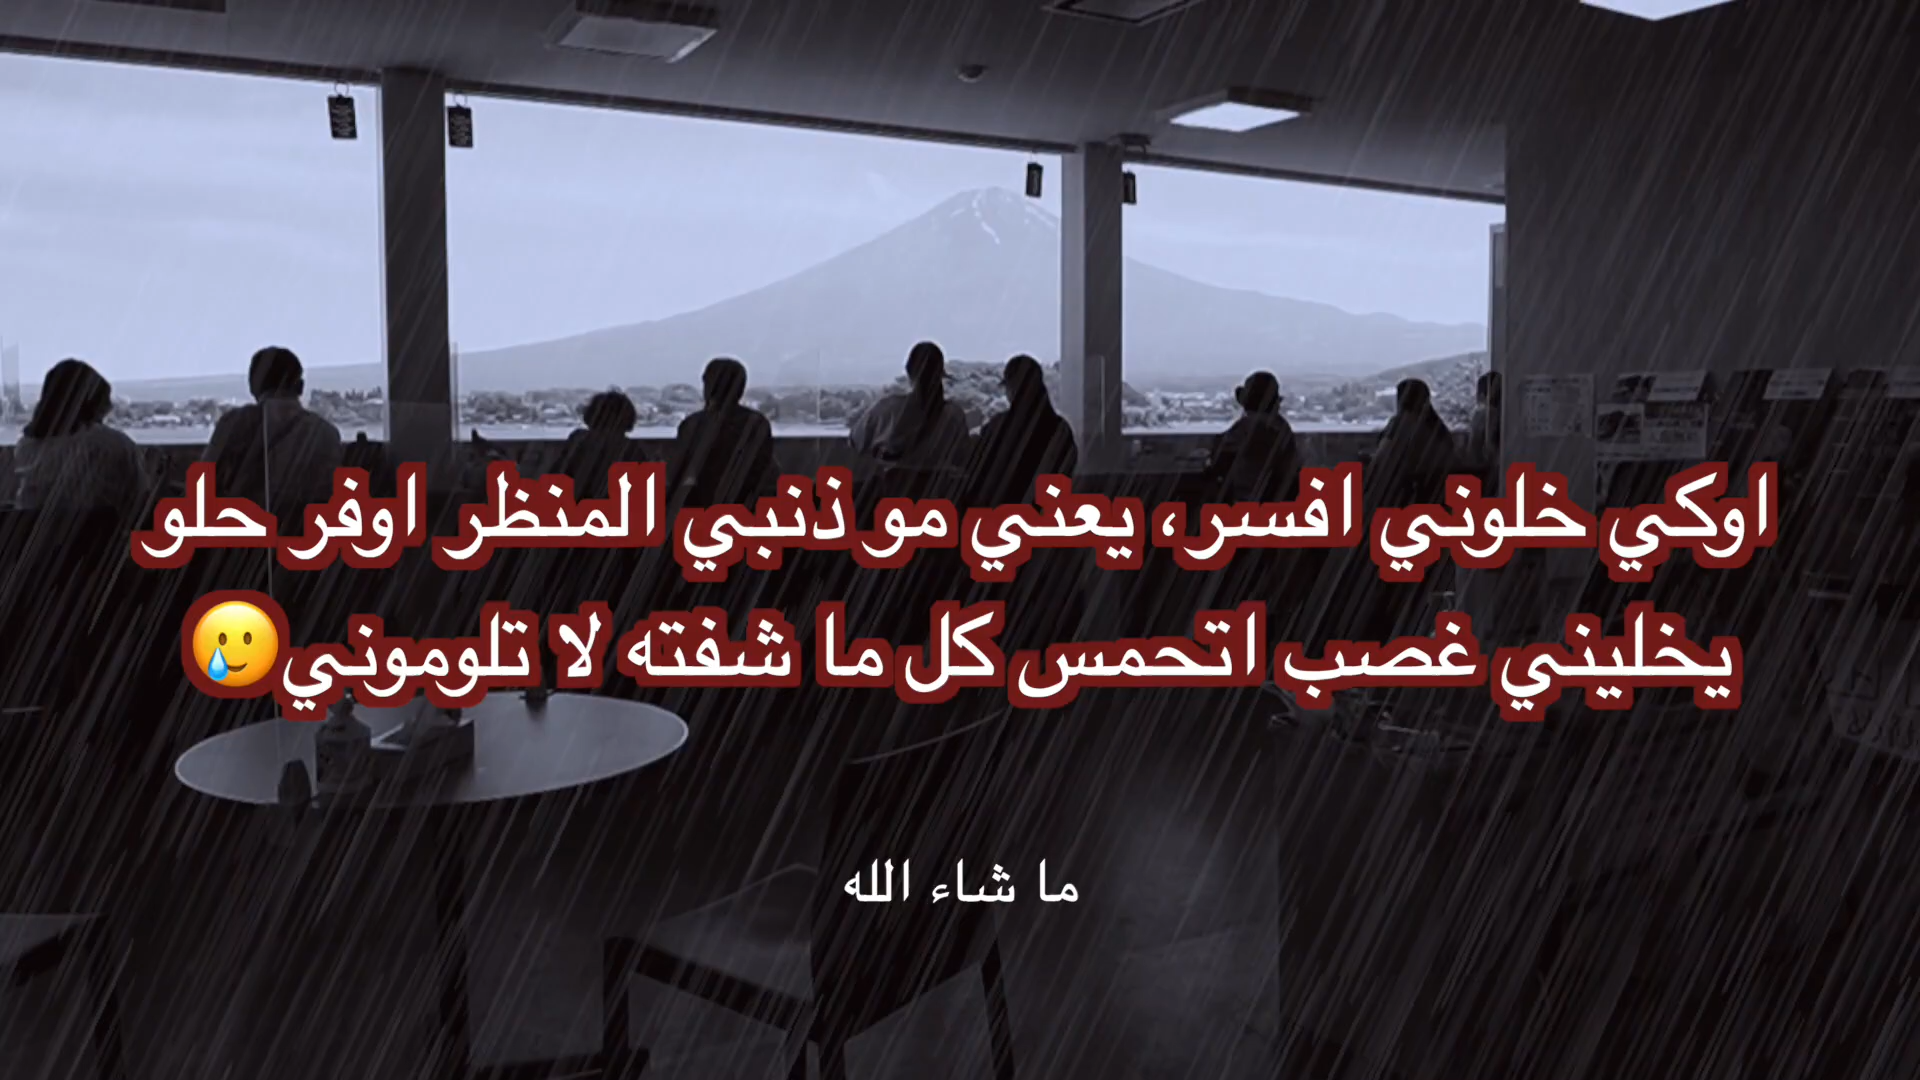 اوكي خلوني افسر، يعني مو ذنبي المنظر اوفر حلو
يخليني غصب اتحمس كل ما شفته لا تلوموني🥲
ما شاء الله